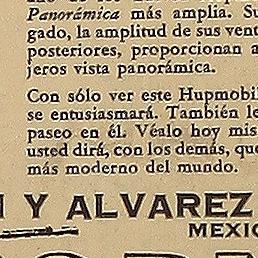 Panorámica más amplia. Su
gado, la amplitud de sus vent
posteriores, proporcionan a
jeros vista panorámica.
Con sólo ver este Hupmobil
se entusiasmará. También le
paseo en él. Véalo hoy mis
usted dirá, con los demás, que
más moderno del mundo.
Y ALVAREZ
MEXIC